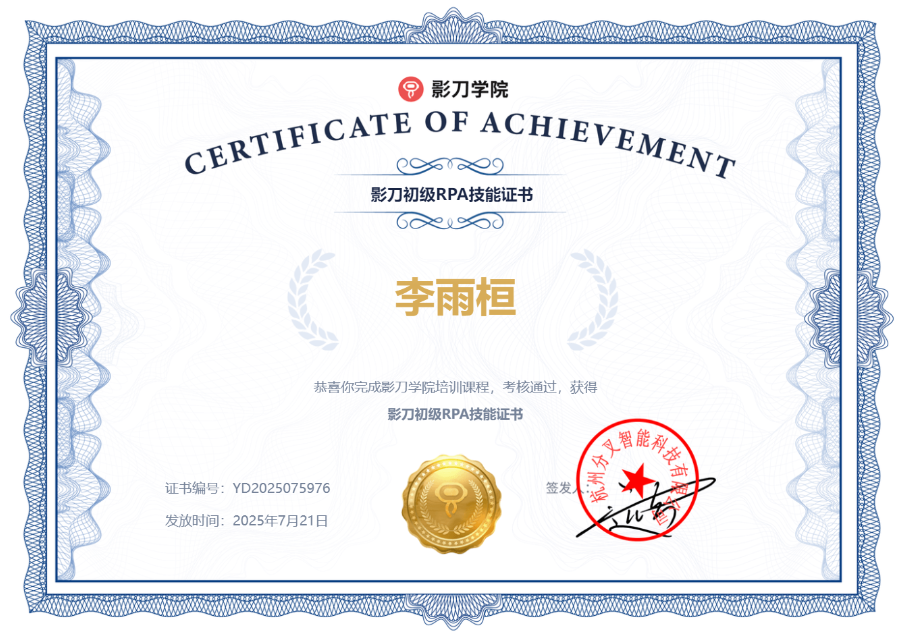 影刀学院
CERTIFICATE OF ACHIEVEMENT
影刀初级RPA技能证书
李雨桓
恭喜你完成影刀学院培训课程，考核通过，获得
影刀初级RPA技能证书
证书编号：YD2025075976
发放时间：2025年7月21日
签发人：
杭州分叉智能科技有限公司